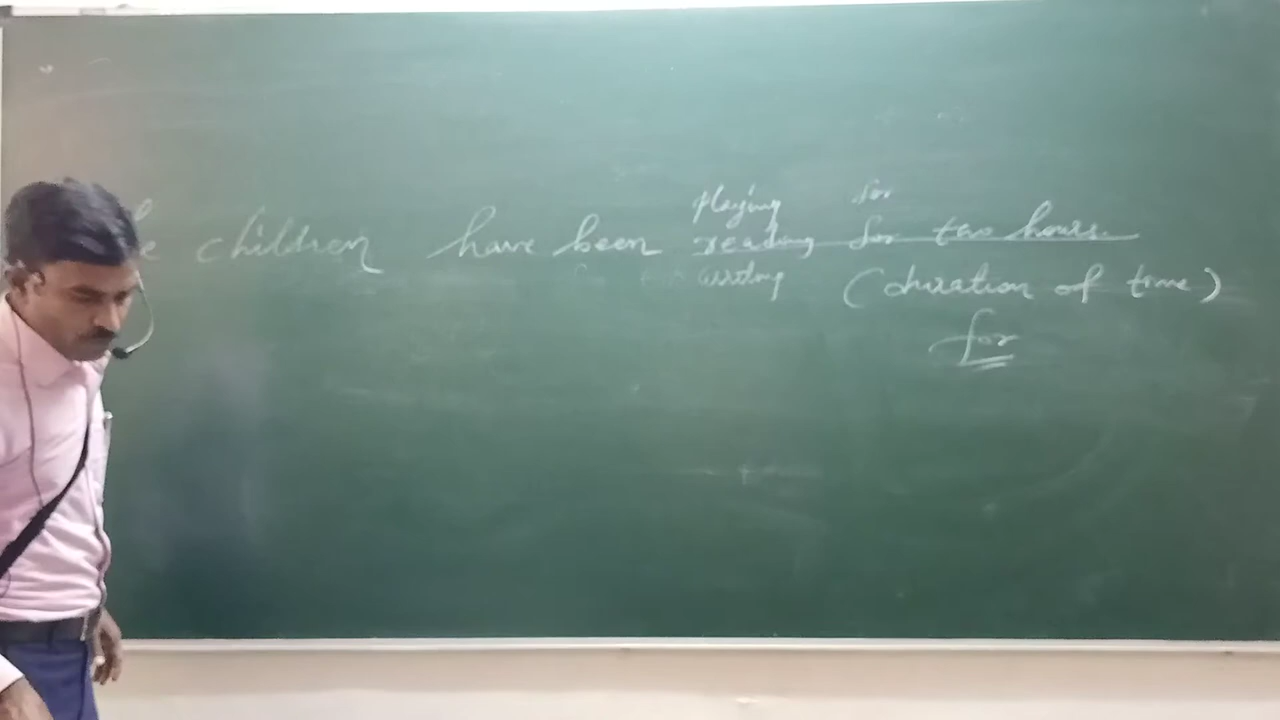 playing for
children have been reading for two hours.
writing (duration of time)
for